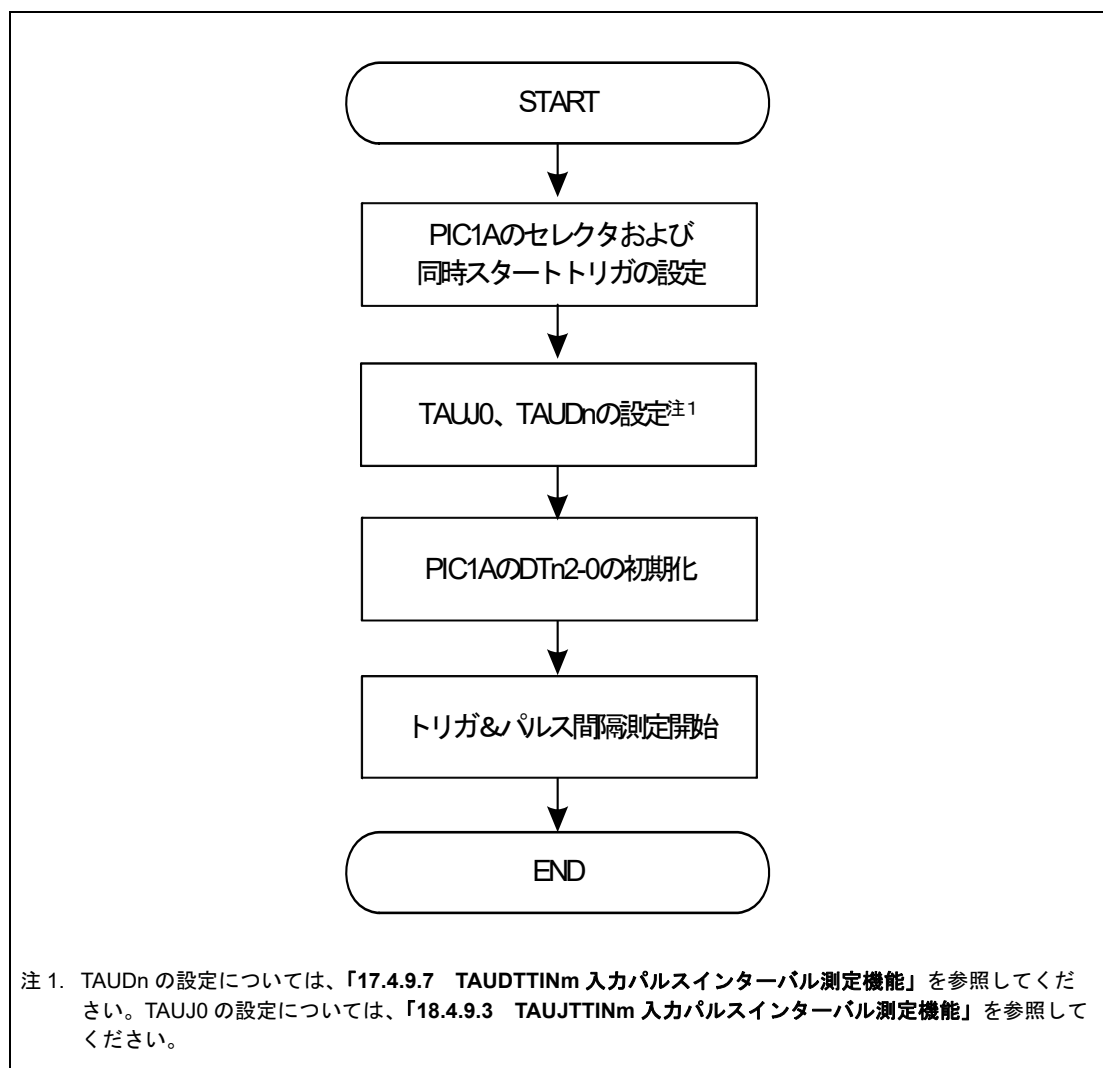 START
PIC1Aのセレクタおよび
同時スタートトリガの設定
TAUJ0、TAUDnの設定注1
PIC1AのDTn2-0の初期化
トリガ&パルス間隔測定開始
END
注 1. TAUDn の設定については、「17.4.9.7 TAUDTTINm 入力パルスインターバル測定機能」を参照してくだ
さい。TAUJ0 の設定については、「18.4.9.3 TAUJTTINm 入力パルスインターバル測定機能」を参照して
ください。